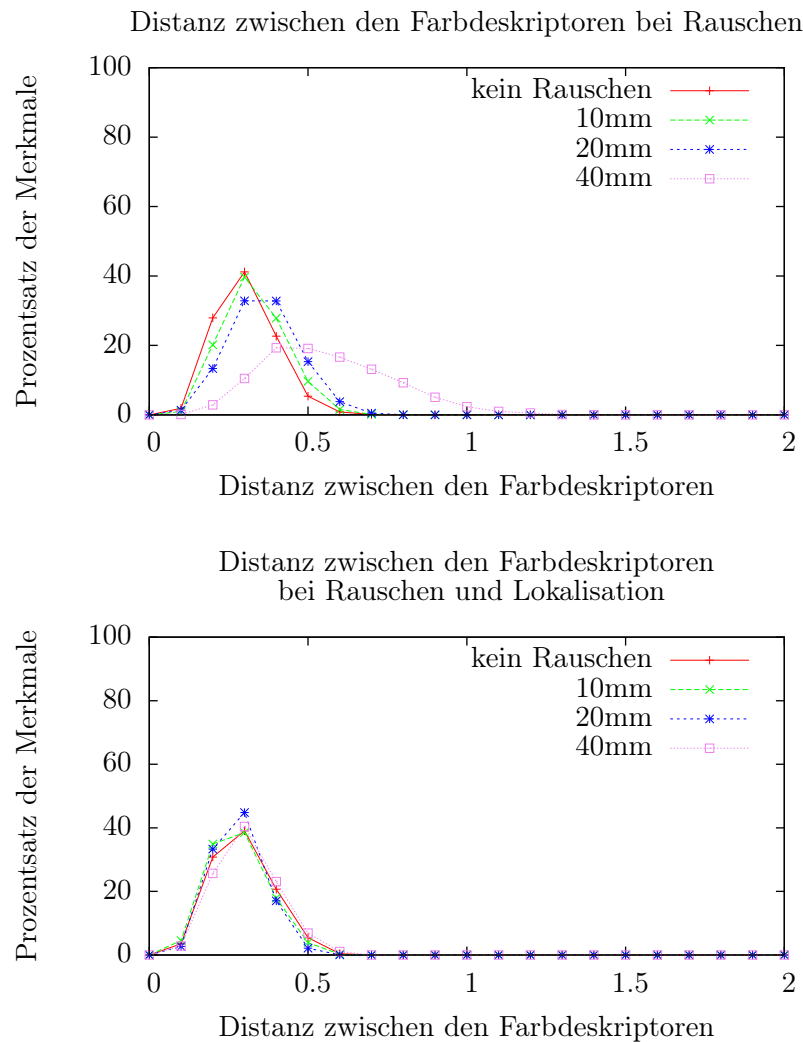 Distanz zwischen den Farbdeskriptoren bei Rauschen
Prozentsatz der Merkmale
100
80
60
40
20
0
kein Rauschen
10mm
20mm
40mm
0 0.5 1 1.5 2
Distanz zwischen den Farbdeskriptoren
Distanz zwischen den Farbdeskriptoren
bei Rauschen und Lokalisation
Prozentsatz der Merkmale
100
80
60
40
20
0
kein Rauschen
10mm
20mm
40mm
0 0.5 1 1.5 2
Distanz zwischen den Farbdeskriptoren